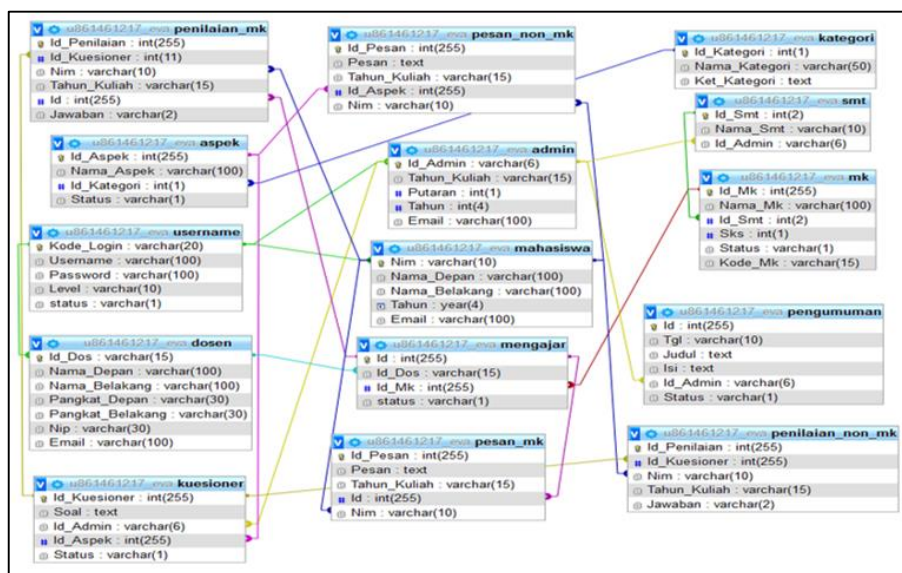 u861461217_eva penilaian_mk
Id_Penilaian : int(255)
Id_Kuesioner : int(11)
Nim : varchar(10)
Tahun_Kuliah : varchar(15)
Id : int(255)
Jawaban : varchar(2)
u861461217_eva pesan_non_mk
Id_Pesan : int(255)
Pesan : text
Tahun_Kuliah : varchar(15)
Id_Aspek : int(255)
Nim : varchar(10)
u861461217_eva kategori
Id_Kategori : int(1)
Nama_Kategori : varchar(50)
Ket_Kategori : text
u861461217_eva smt
Id_Smt : int(2)
Nama_Smt : varchar(10)
Id_Admin : varchar(6)
u861461217_eva aspek
Id_Aspek : int(255)
Nama_Aspek : varchar(100)
Id_Kategori : int(1)
Status : varchar(1)
u861461217_eva admin
Id_Admin : varchar(6)
Tahun_Kuliah : varchar(15)
Putaran : int(1)
Tahun : int(4)
Email : varchar(100)
u861461217_eva mk
Id_Mk : int(255)
Nama_Mk : varchar(100)
Id_Smt : int(2)
Sks : int(1)
Status : varchar(1)
Kode_Mk : varchar(15)
u861461217_eva username
Kode_Login : varchar(20)
Username : varchar(100)
Password : varchar(100)
Level : varchar(10)
status : varchar(1)
u861461217_eva mahasiswa
Nim : varchar(10)
Nama_Depan : varchar(100)
Nama_Belakang : varchar(100)
Tahun : year(4)
Email : varchar(100)
u861461217_eva pengumuman
Id : int(255)
Tgl : varchar(10)
Judul : text
Isi : text
Id_Admin : varchar(6)
Status : varchar(1)
u861461217_eva dosen
Id_Dos : varchar(15)
Nama_Depan : varchar(100)
Nama_Belakang : varchar(100)
Pangkat_Depan : varchar(30)
Pangkat_Belakang : varchar(30)
Nip : varchar(30)
Email : varchar(100)
u861461217_eva mengajar
Id : int(255)
Id_Dos : varchar(15)
Id_Mk : int(255)
status : varchar(1)
u861461217_eva pesan_mk
Id_Pesan : int(255)
Pesan : text
Tahun_Kuliah : varchar(15)
Id : int(255)
Nim : varchar(10)
u861461217_eva penilaian_non_mk
Id_Penilaian : int(255)
Id_Kuesioner : int(255)
Nim : varchar(10)
Tahun_Kuliah : varchar(15)
Jawaban : varchar(2)
u861461217_eva kuesioner
Id_Kuesioner : int(255)
Soal : text
Id_Admin : varchar(6)
Id_Aspek : int(255)
Status : varchar(1)